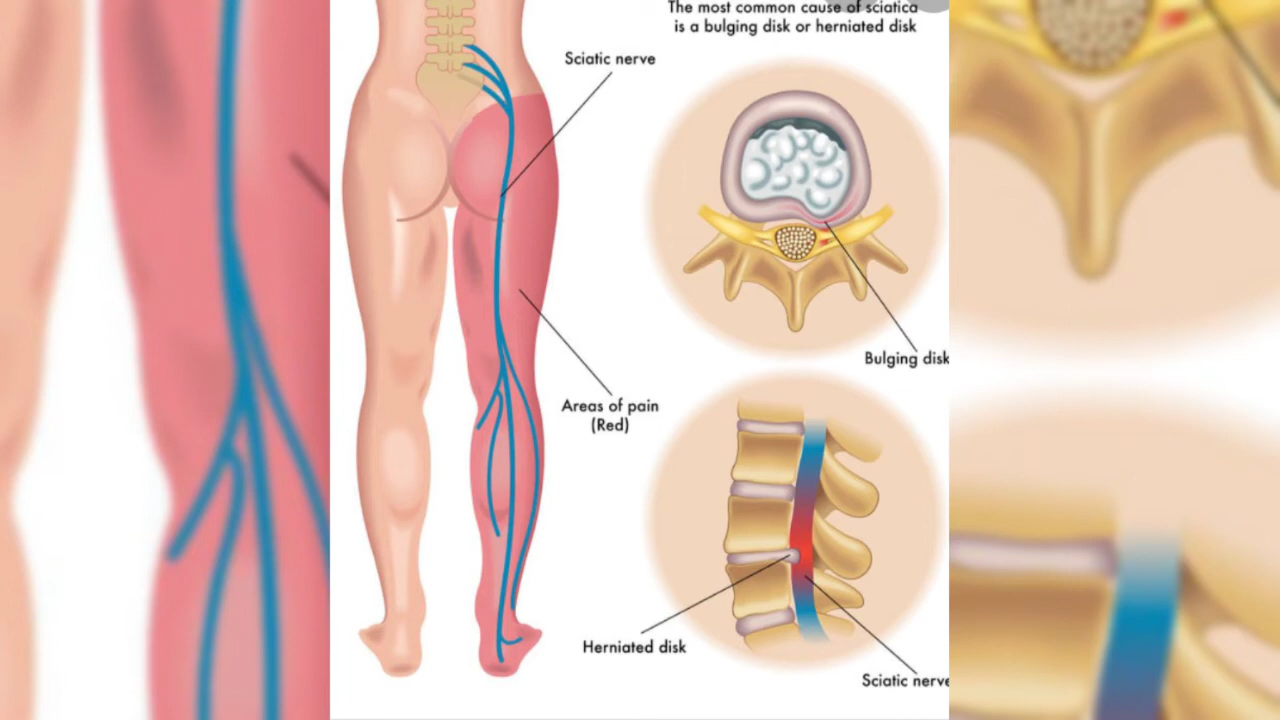 The most common cause of sciatica
is a bulging disk or herniated disk
Sciatic nerve
Bulging disk
Areas of pain
(Red)
Herniated disk
Sciatic nerve